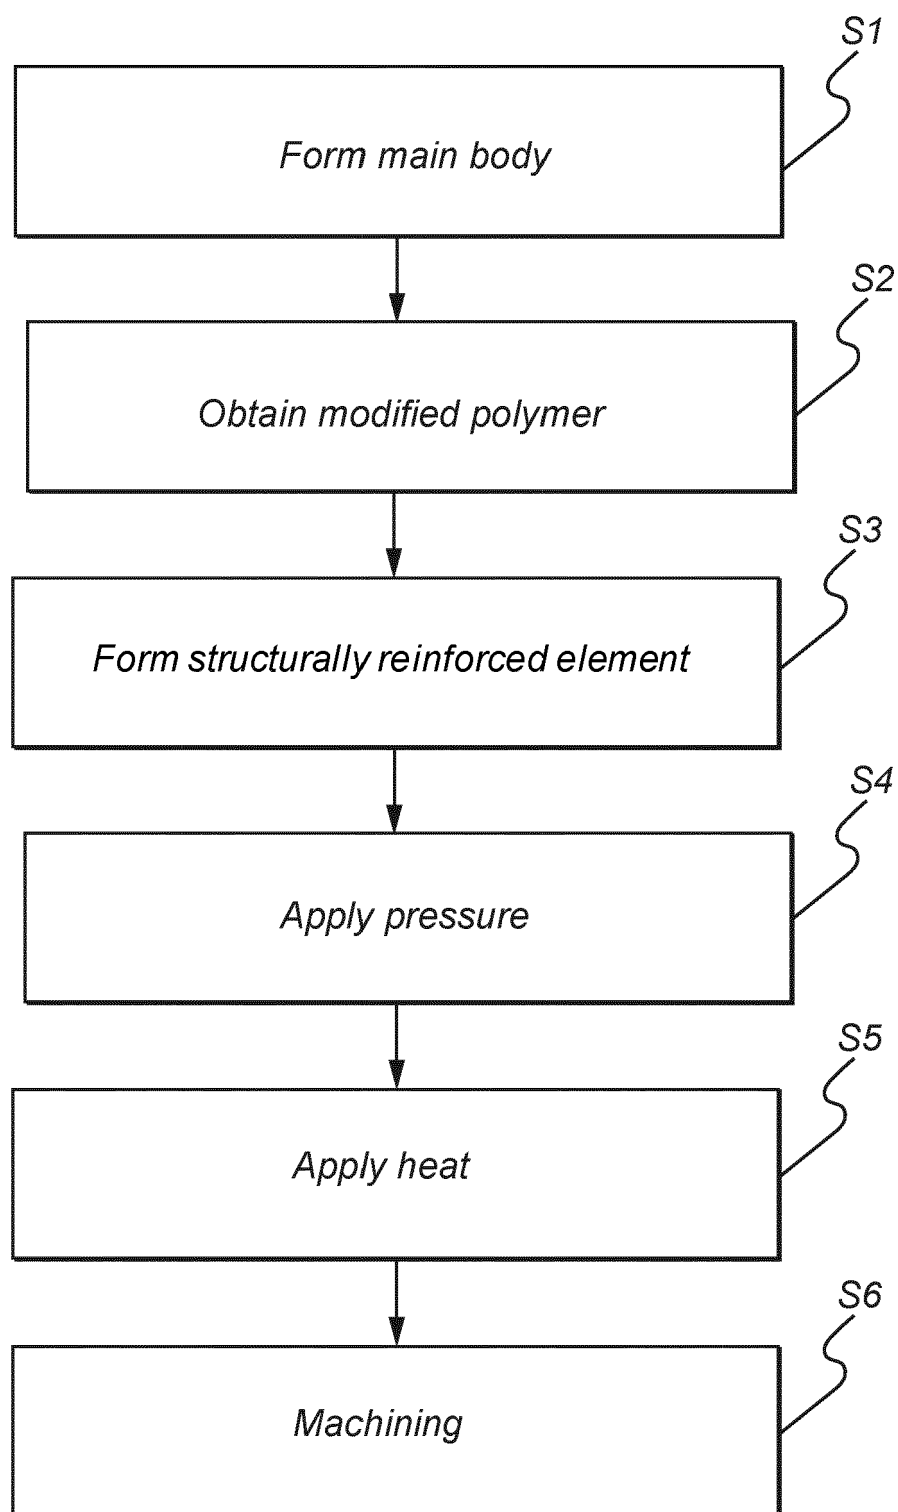 S1
Form main body
S2
Obtain modified polymer
S3
Form structurally reinforced element
S4
Apply pressure
S5
Apply heat
S6
Machining